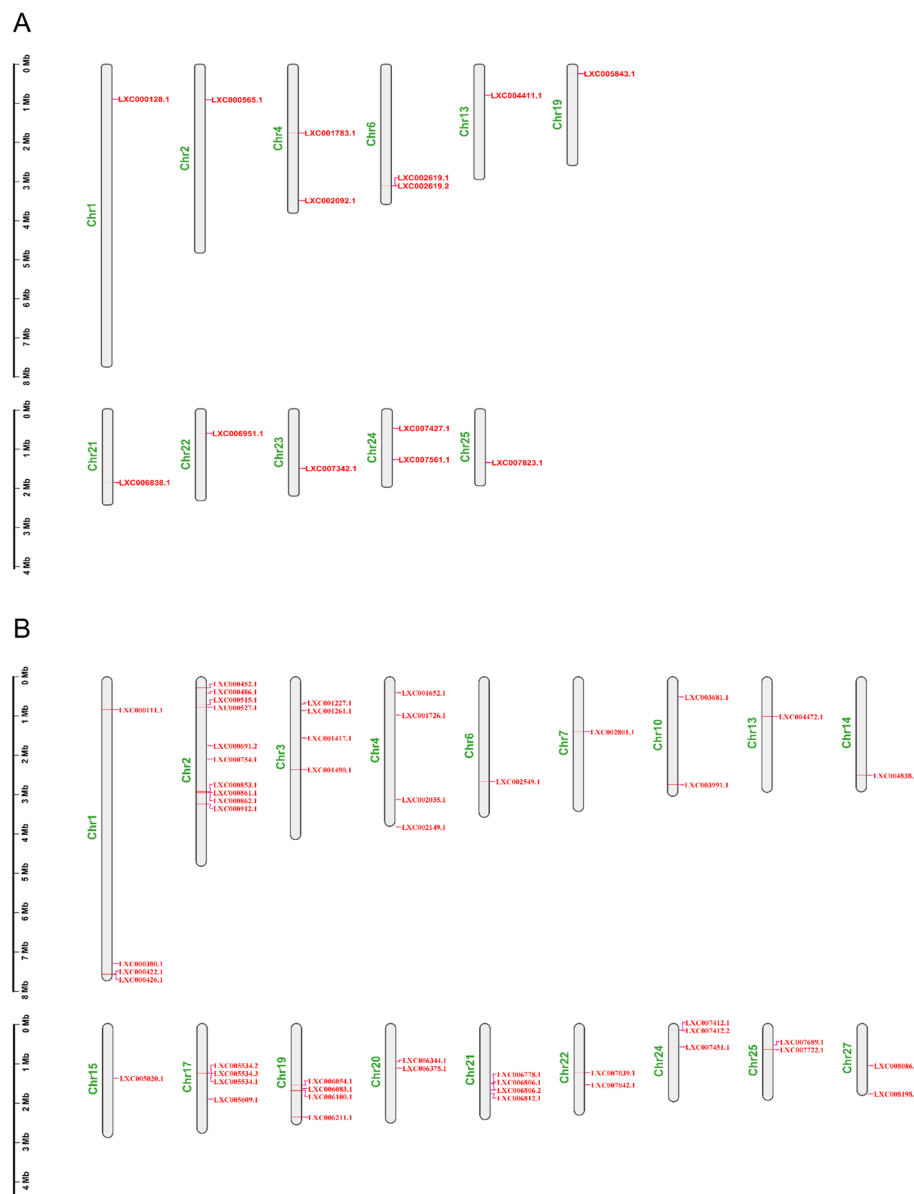 A
0 Mb
1 Mb
2 Mb
3 Mb
4 Mb
5 Mb
6 Mb
7 Mb
8 Mb
Chr1
LXC000128.1
Chr2
LXC000565.1
Chr4
LXC001783.1
LXC002092.1
Chr6
LXC002619.1
LXC002619.2
Chr13
LXC004411.1
Chr19
LXC005843.1
0 Mb
1 Mb
2 Mb
3 Mb
4 Mb
Chr21
LXC006838.1
Chr22
LXC006951.1
Chr23
LXC007342.1
Chr24
LXC007427.1
LXC007561.1
Chr25
LXC007823.1
B
0 Mb
1 Mb
2 Mb
3 Mb
4 Mb
5 Mb
6 Mb
7 Mb
8 Mb
Chr1
LXC000111.1
LXC000380.1
LXC000422.1
LXC000426.1
Chr2
LXC000452.1
LXC000486.1
LXC000515.1
LXC000527.1
LXC000691.2
LXC000754.1
LXC000853.1
LXC000861.1
LXC000862.1
LXC000942.1
Chr3
LXC001227.1
LXC001261.1
LXC001417.1
LXC001490.1
Chr4
LXC001652.1
LXC001726.1
LXC002035.1
LXC002149.1
Chr6
LXC002549.1
Chr7
LXC002801.1
Chr10
LXC003681.1
LXC003991.1
Chr13
LXC004472.1
Chr14
LXC004838.
0 Mb
1 Mb
2 Mb
3 Mb
4 Mb
Chr15
LXC005020.1
Chr17
LXC005534.2
LXC005534.3
LXC005534.1
LXC005609.1
Chr19
LXC006054.1
LXC006083.1
LXC006100.1
LXC006211.1
Chr20
LXC006344.1
LXC006375.1
Chr21
LXC006778.1
LXC006806.1
LXC006806.2
LXC006812.1
Chr22
LXC007039.1
LXC007042.1
Chr24
LXC007412.1
LXC007412.2
LXC007451.1
Chr25
LXC007689.1
LXC007722.1
Chr27
LXC008086.
LXC008198.